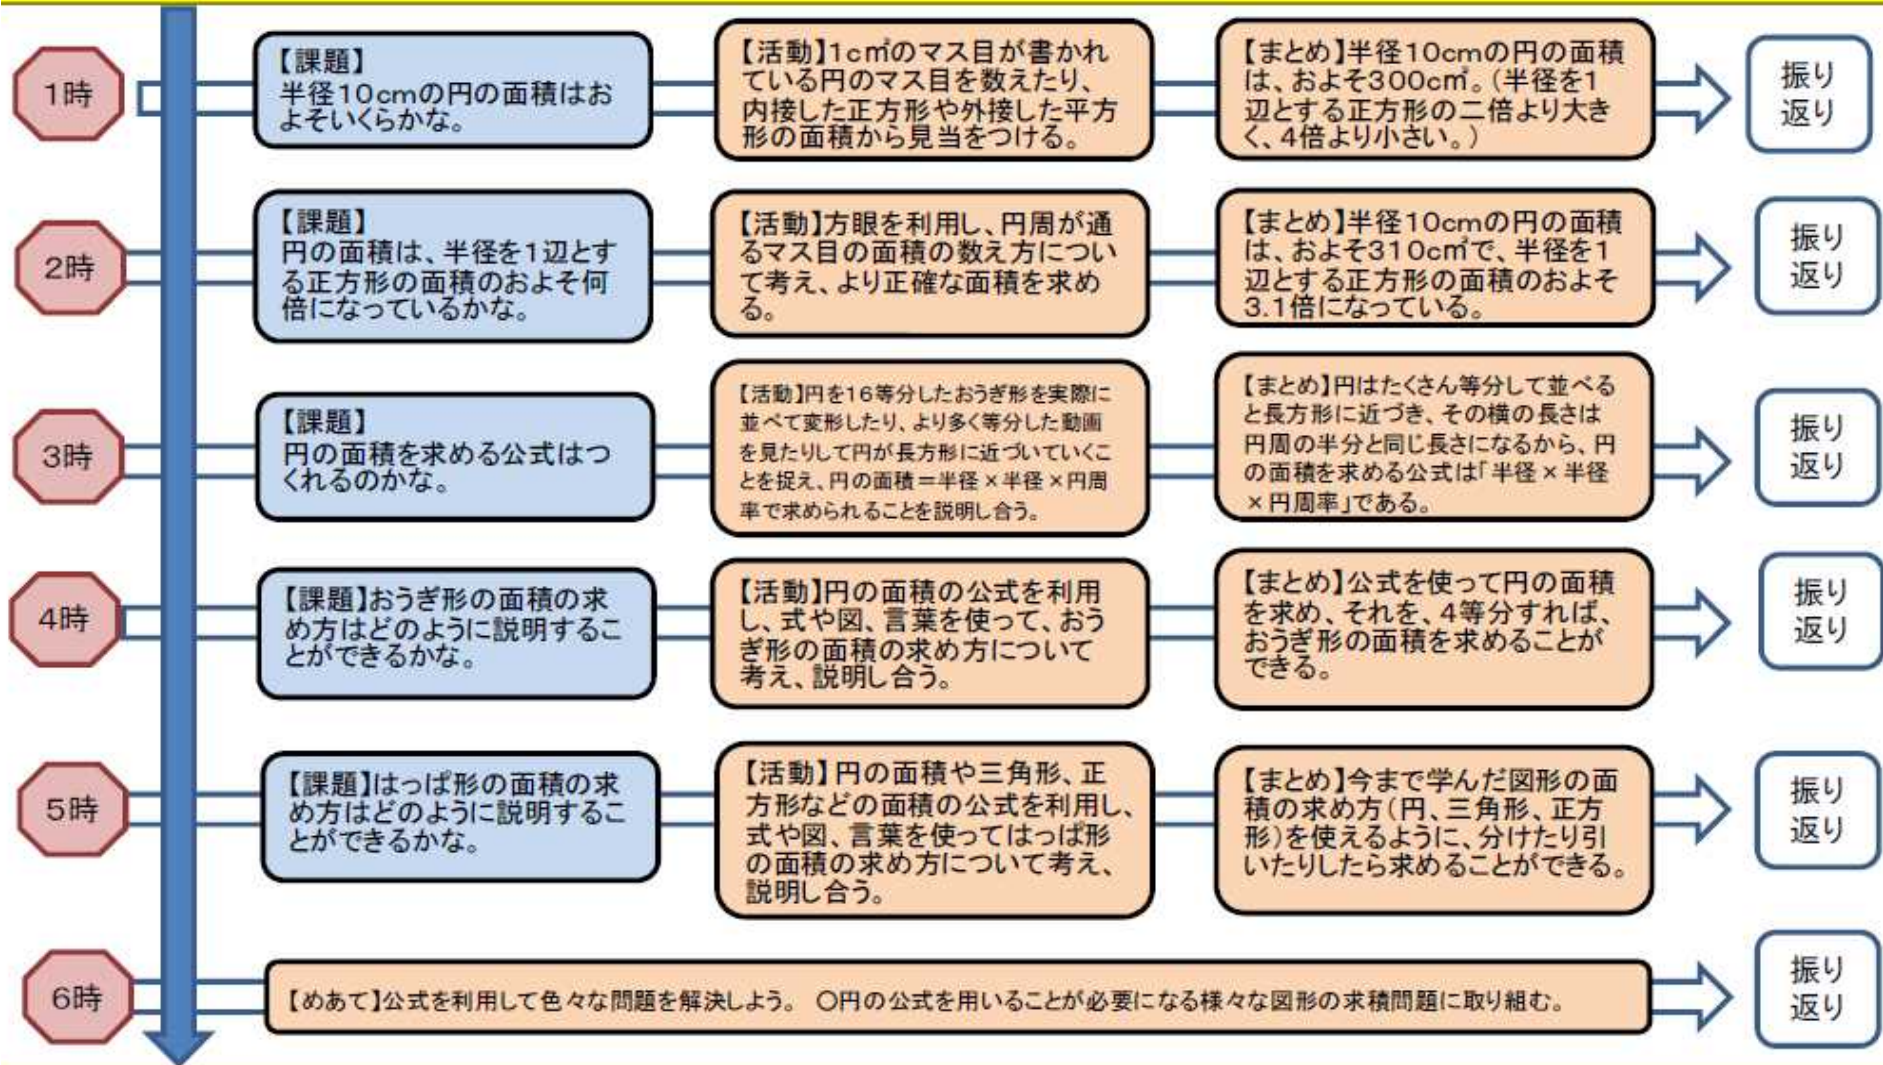 1時
【課題】
半径10cmの円の面積はお
よそいくらかな。
【活動】1c㎡のマス目が書かれ
ている円のマス目を数えたり、
内接した正方形や外接した平方
形の面積から見当をつける。
【まとめ】半径10cmの円の面積
は、およそ300c㎡。(半径を1
辺とする正方形の二倍より大き
く、4倍より小さい。)
振り
返り
2時
【課題】
円の面積は、半径を1辺とす
る正方形の面積のおよそ何
倍になっているかな。
【活動】方眼を利用し、円周が通
るマス目の面積の数え方につい
て考え、より正確な面積を求め
る。
【まとめ】半径10cmの円の面積
は、およそ310c㎡で、半径を1
辺とする正方形の面積のおよそ
3.1倍になっている。
振り
返り
3時
【課題】
円の面積を求める公式はつ
くれるのかな。
【活動】円を16等分したおうぎ形を実際に
並べて変形したり、より多く等分した動画
を見たりして円が長方形に近づいていくこ
とを捉え、円の面積=半径×半径×円周
率で求められることを説明し合う。
【まとめ】円はたくさん等分して並べる
と長方形に近づき、その横の長さは
円周の半分と同じ長さになるから、円
の面積を求める公式は「半径×半径
×円周率」である。
振り
返り
4時
【課題】おうぎ形の面積の求
め方はどのように説明するこ
とができるかな。
【活動】円の面積の公式を利用
し、式や図、言葉を使って、おう
ぎ形の面積の求め方について
考え、説明し合う。
【まとめ】公式を使って円の面積
を求め、それを、4等分すれば、
おうぎ形の面積を求めることが
できる。
振り
返り
5時
【課題】はっぱ形の面積の求
め方はどのように説明するこ
とができるかな。
【活動】円の面積や三角形、正
方形などの面積の公式を利用し、
式や図、言葉を使ってはっぱ形
の面積の求め方について考え、
説明し合う。
【まとめ】今まで学んだ図形の面
積の求め方(円、三角形、正方
形)を使えるように、分けたり引
いたりしたら求めることができる。
振り
返り
6時
【めあて】公式を利用して色々な問題を解決しよう。 〇円の公式を用いることが必要になる様々な図形の求積問題に取り組む。
振り
返り